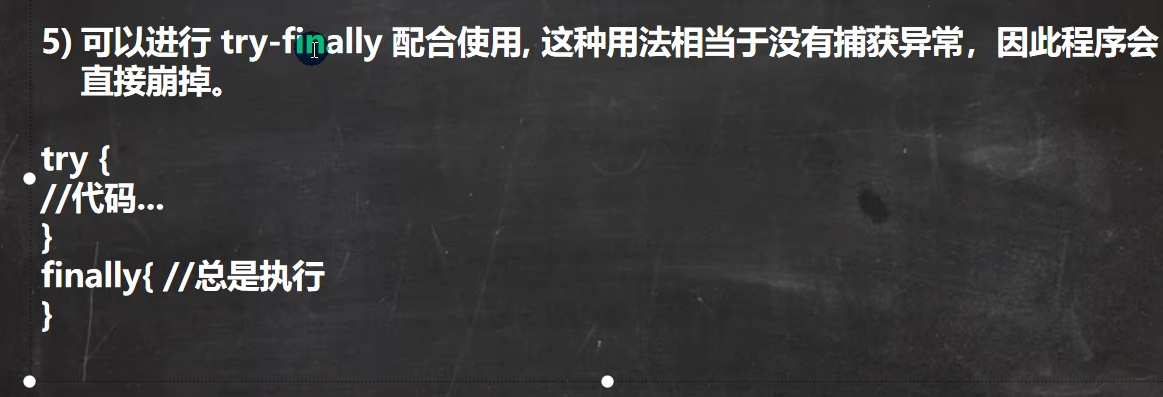 5) 可以进行 try-finally 配合使用, 这种用法相当于没有捕获异常，因此程序会
直接崩掉。
try {
//代码...
}
finally{ //总是执行
}